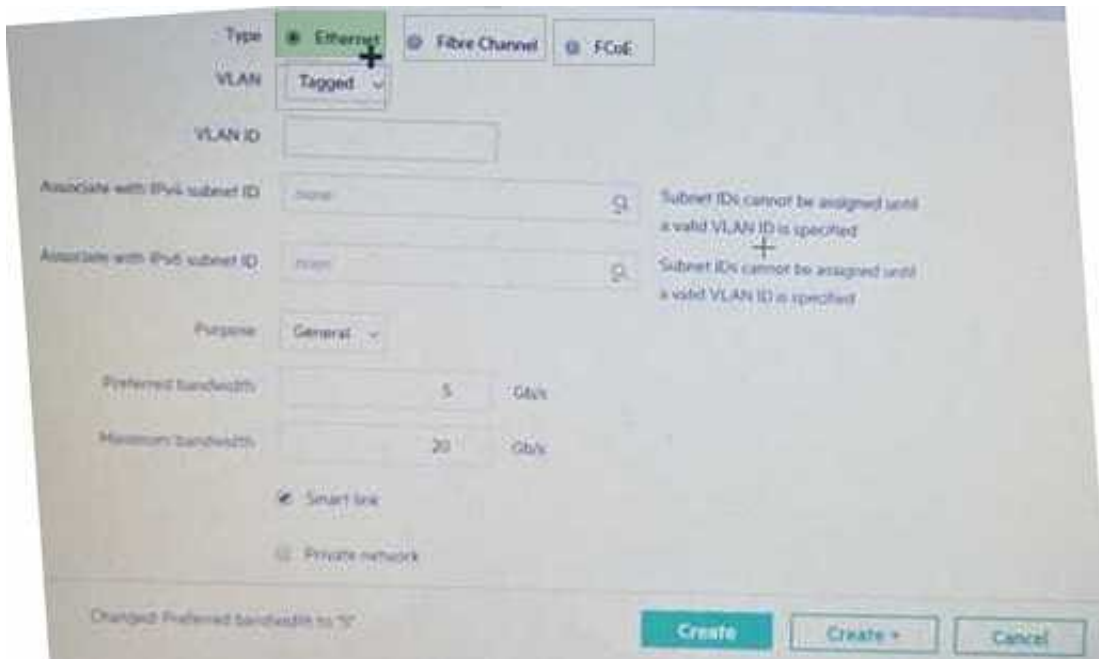 Type Ethernet Fibre Channel FCoE
VLAN Tagged
VLAN ID
Associate with IPv4 subnet ID none Subnet IDs cannot be assigned until
a valid VLAN ID is specified
Associate with IPv6 subnet ID none Subnet IDs cannot be assigned until
a valid VLAN ID is specified
Purpose General
Preferred bandwidth 5 Gb/s
Maximum bandwidth 20 Gb/s
Smart link
Private network
Changed: Preferred bandwidth to "5"
Create Create + Cancel